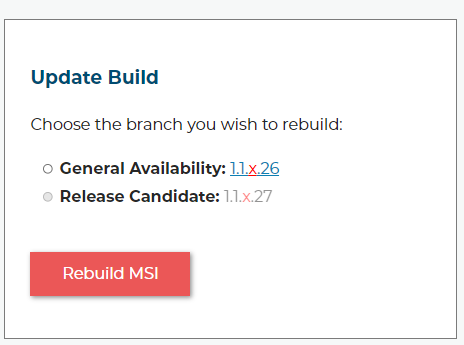 Update Build
Choose the branch you wish to rebuild:
General Availability: 1.1.x.26
Release Candidate: 1.1.x.27
Rebuild MSI